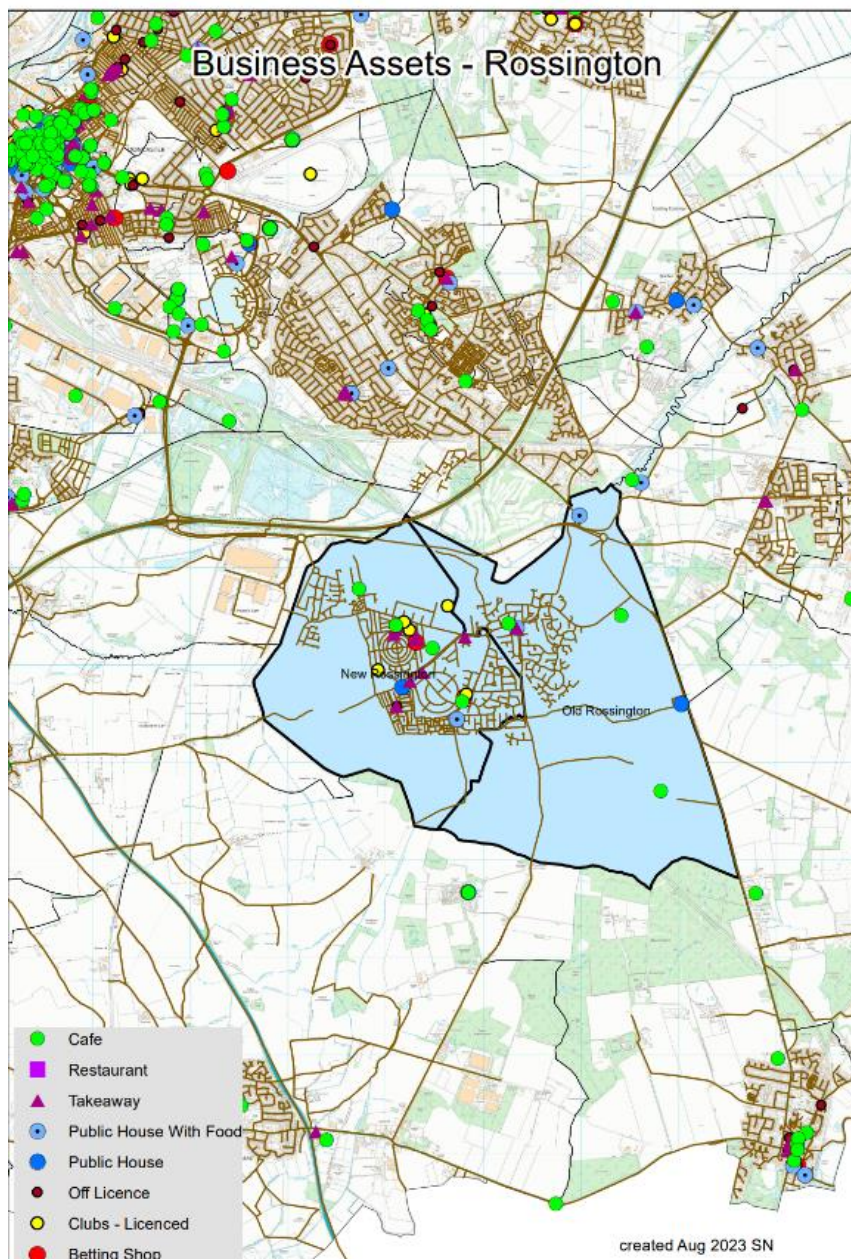 Business Assets - Rossington
New Rossington
Old Rossington
Cafe
Restaurant
Takeaway
Public House With Food
Public House
Off Licence
Clubs - Licenced
Betting Shop
created Aug 2023 SN